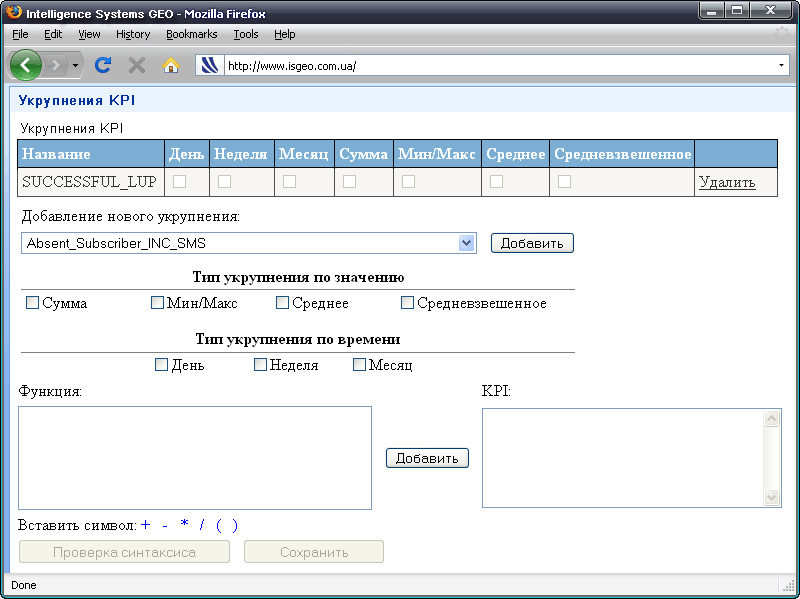 Intelligence Systems GEO - Mozilla Firefox
File Edit View History Bookmarks Tools Help
http://www.isgeo.com.ua/
Укрупнения KPI
Укрупнения KPI
Название День Неделя Месяц Сумма Мин/Макс Среднее Средневзвешенное
SUCCESSFUL_LUP Удалить
Добавление нового укрупнения:
Absent_Subscriber_INC_SMS Добавить
Тип укрупнения по значению
Сумма Мин/Макс Среднее Средневзвешенное
Тип укрупнения по времени
День Неделя Месяц
Функция: KPI:
Добавить
Вставить символ: + - * / ( )
Проверка синтаксиса Сохранить
Done